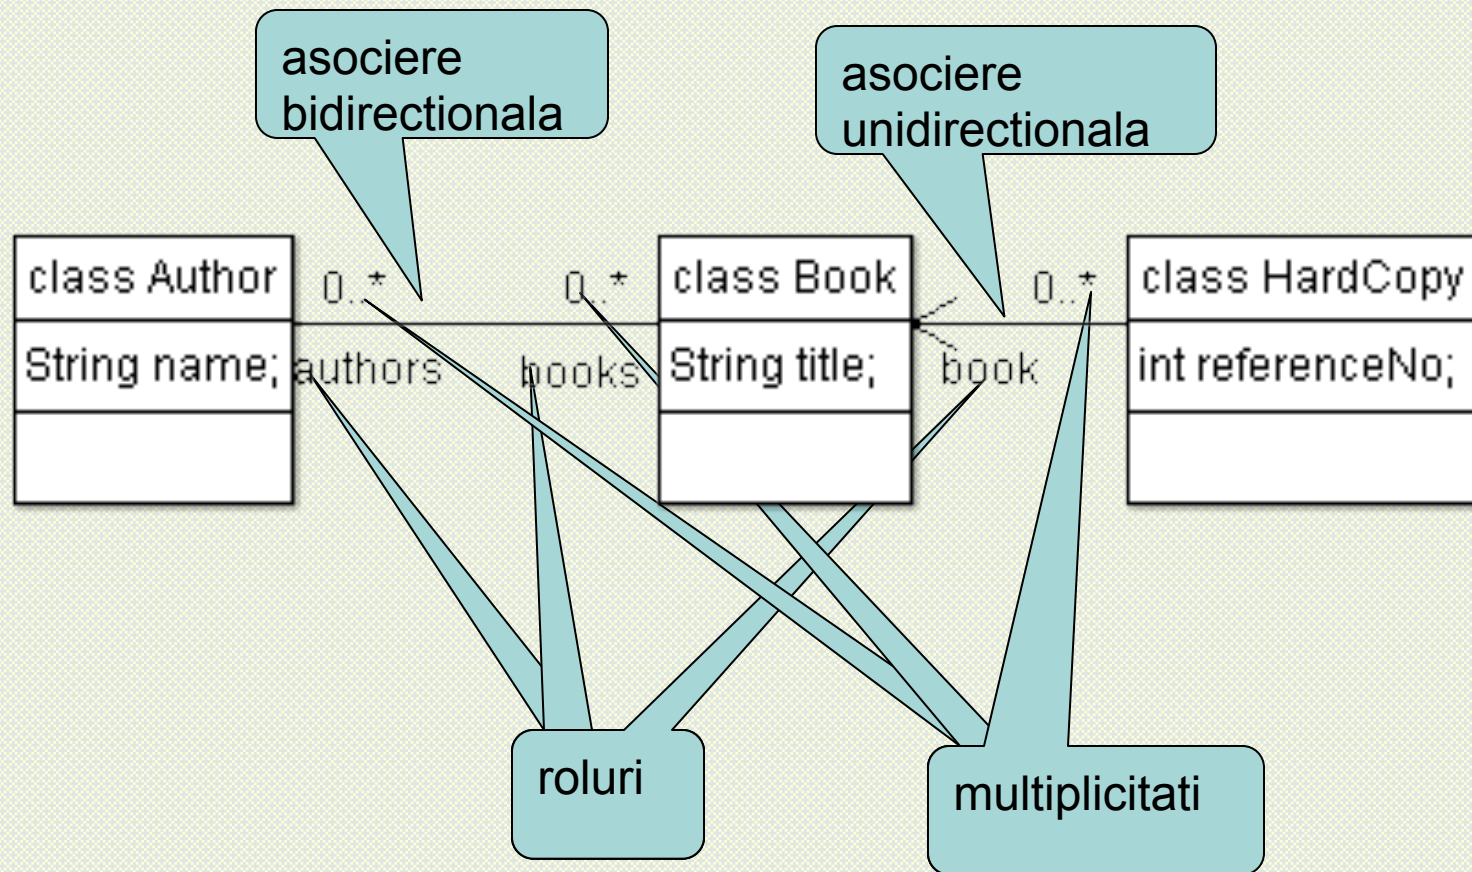 asociere
bidirectionala
asociere
unidirectionala
class Author
0..*
0..*
class Book
0..*
class HardCopy
String name;
authors
books
String title;
book
int referenceNo;
roluri
multiplicitati